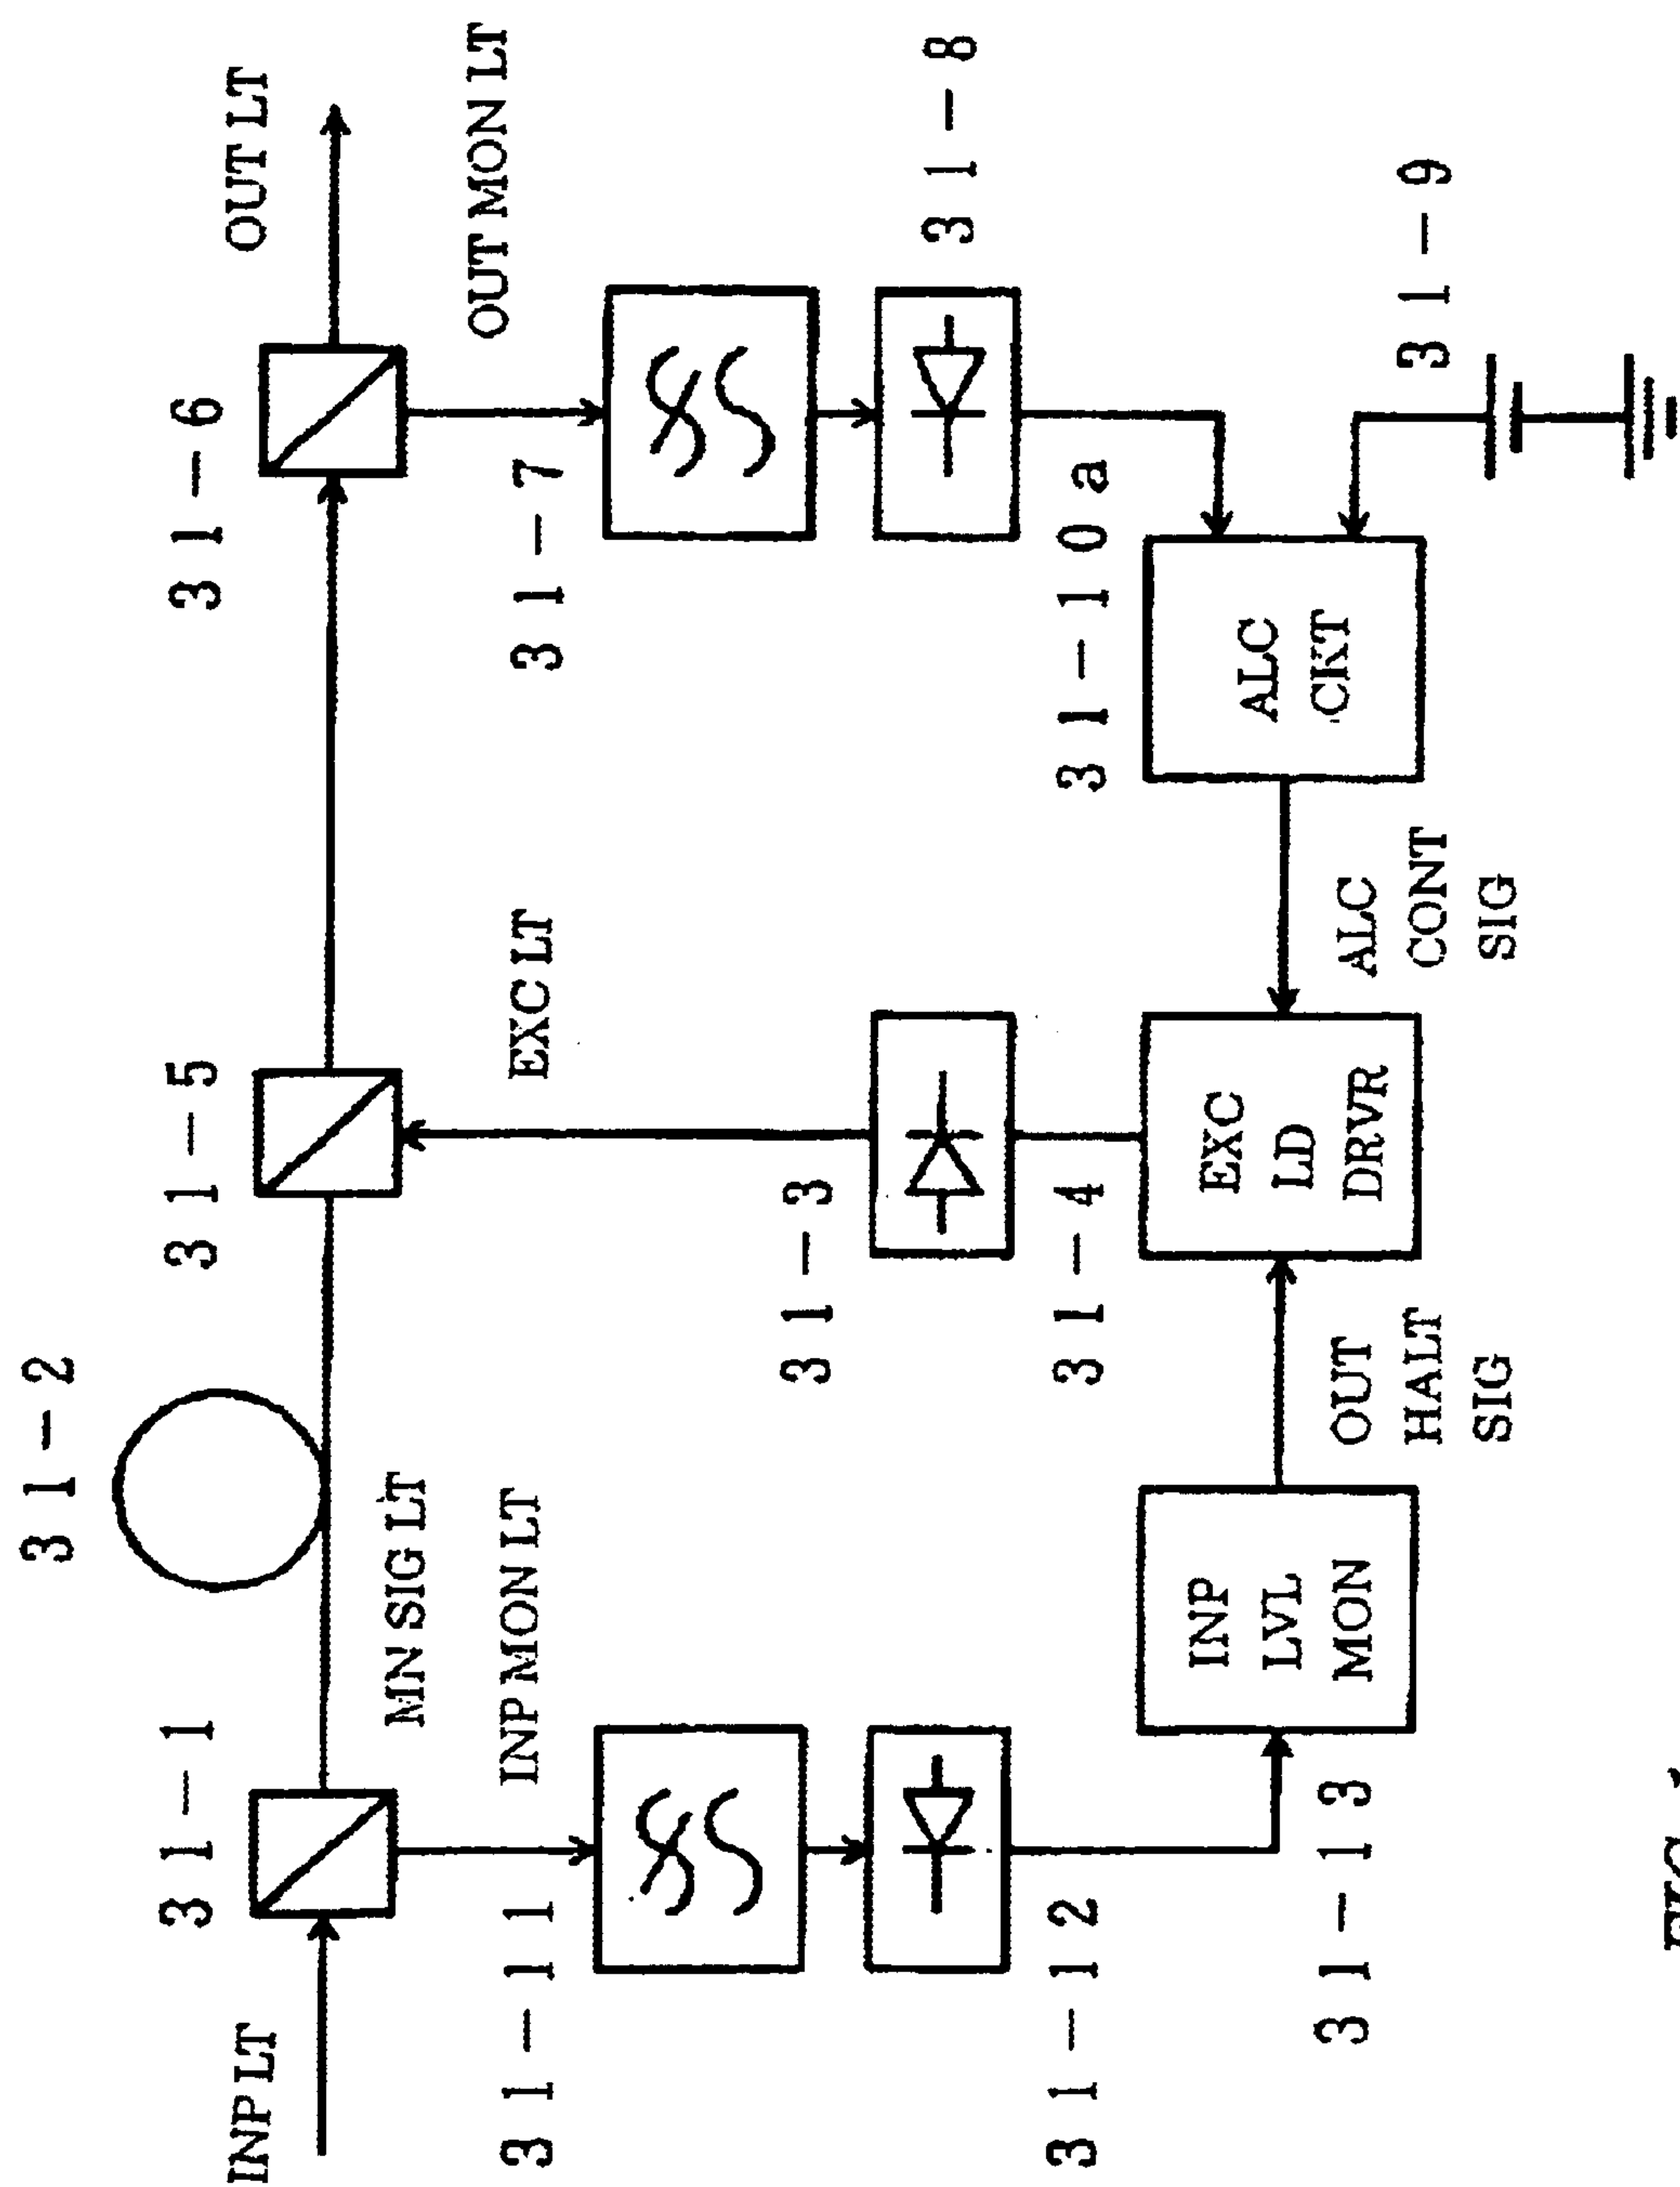 31-2
31-1
31-5
31-6
INP LT
OUT LT
MN SIG LT
INP MON LT
EXC LT
OUT MON LT
31-11
31-7
31-3
31-8
31-12
31-4
31-10a
31-13
INP
LVL
MON
OUT
HALT
SIG
EXC
LD
DRVR
ALC
CONT
SIG
ALC
CKT
31-9